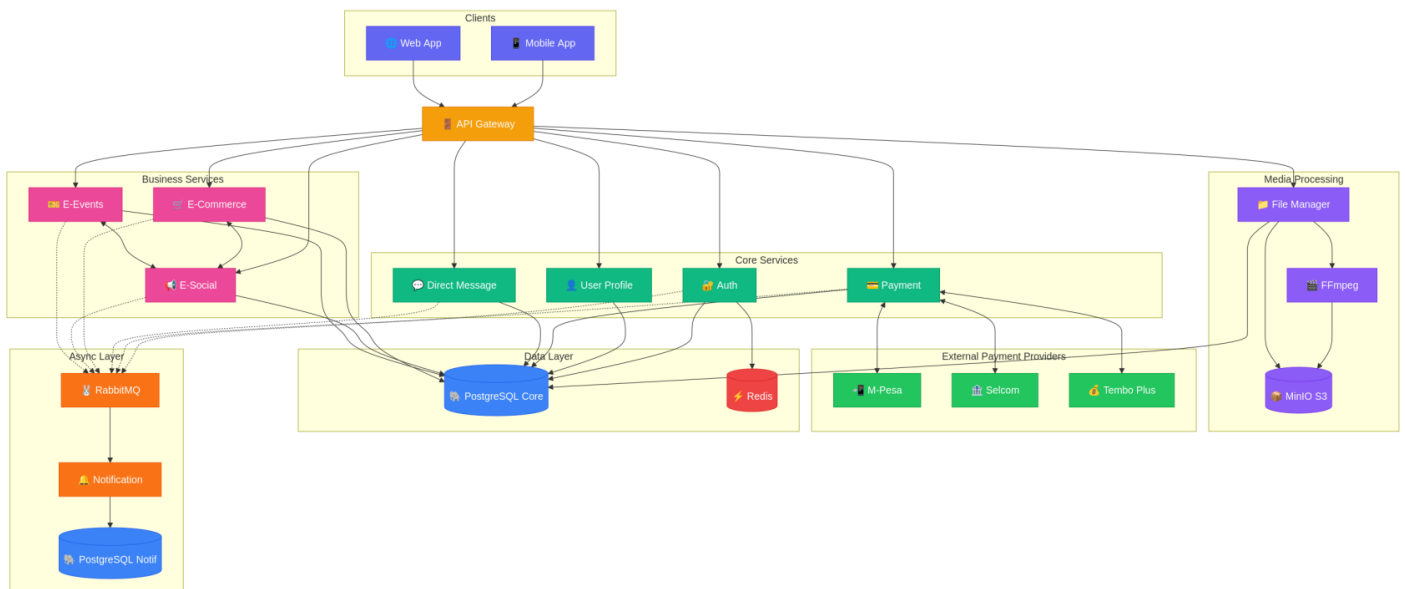 Clients
🌐 Web App
📱 Mobile App
🚪 API Gateway
Business Services
🎫 E-Events
🛒 E-Commerce
📢 E-Social
Core Services
💬 Direct Message
👤 User Profile
🔐 Auth
💳 Payment
Media Processing
📁 File Manager
🎬 FFmpeg
📦 MinIO S3
Async Layer
🐰 RabbitMQ
🔔 Notification
🐘 PostgreSQL Notif
Data Layer
🐘 PostgreSQL Core
⚡ Redis
External Payment Providers
📲 M-Pesa
🏦 Selcom
💰 Tembo Plus